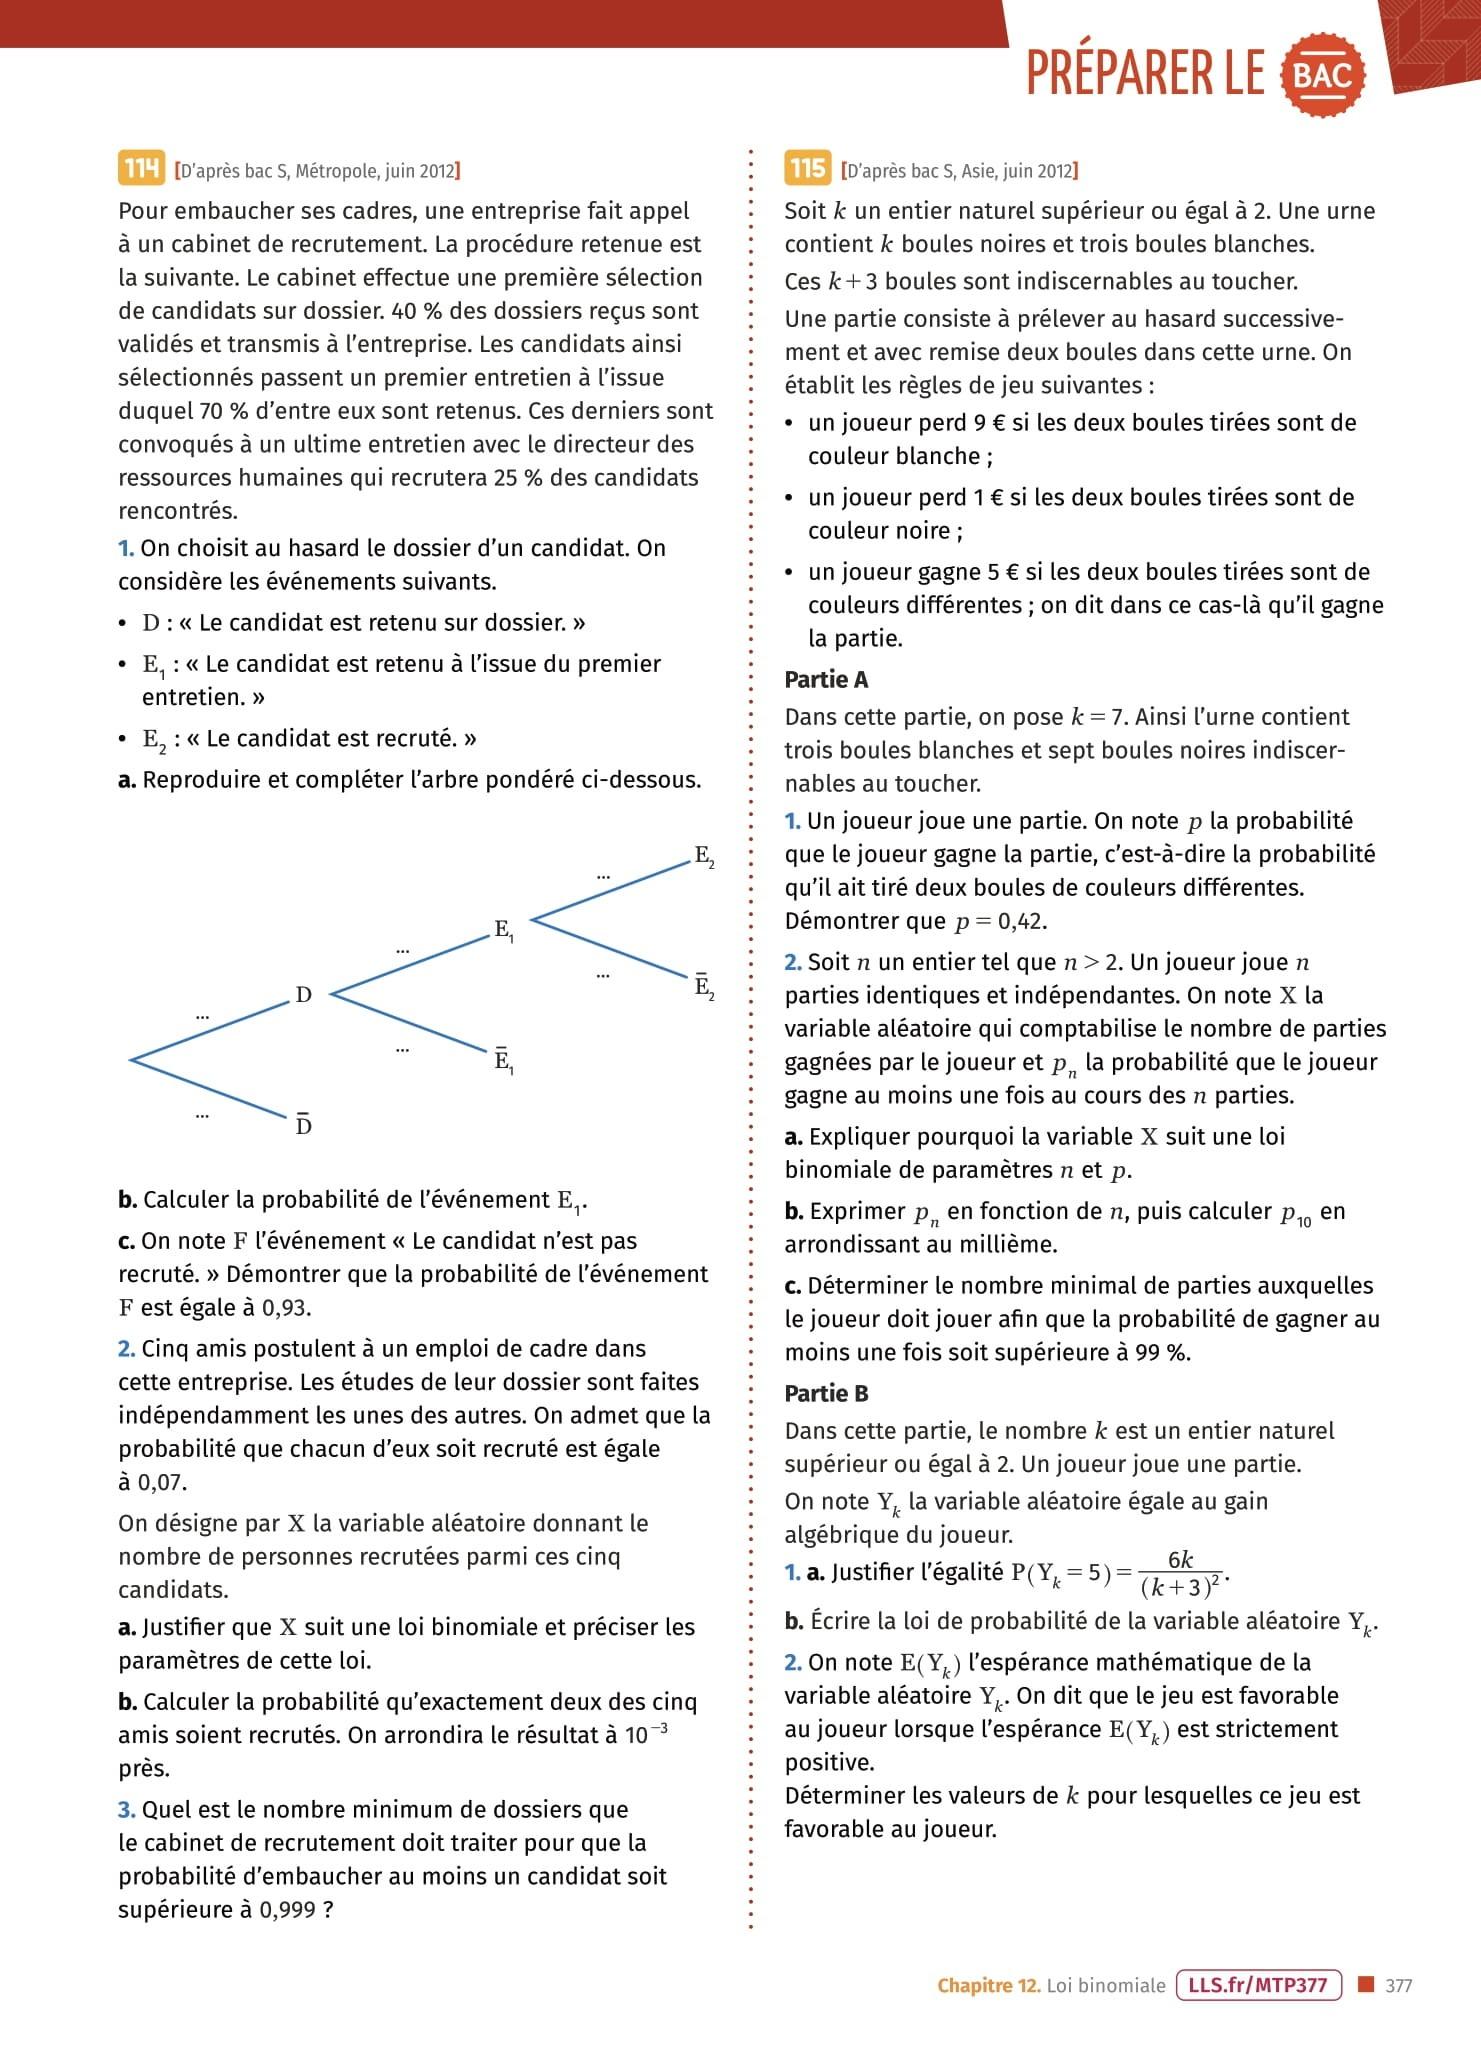 PRÉPARER LE BAC
114 [D'après bac S, Métropole, juin 2012]
Pour embaucher ses cadres, une entreprise fait appel
à un cabinet de recrutement. La procédure retenue est
la suivante. Le cabinet effectue une première sélection
de candidats sur dossier. 40 % des dossiers reçus sont
validés et transmis à l'entreprise. Les candidats ainsi
sélectionnés passent un premier entretien à l'issue
duquel 70 % d'entre eux sont retenus. Ces derniers sont
convoqués à un ultime entretien avec le directeur des
ressources humaines qui recrutera 25 % des candidats
rencontrés.
1. On choisit au hasard le dossier d'un candidat. On
considère les événements suivants.
• D : « Le candidat est retenu sur dossier. »
• E₁ : « Le candidat est retenu à l'issue du premier
entretien. »
• E₂ : « Le candidat est recruté. »
a. Reproduire et compléter l'arbre pondéré ci-dessous.
E₂
...
E₁
...
...
E̅₂
D
...
...
E̅₁
...
D̅
b. Calculer la probabilité de l'événement E₁.
c. On note F l'événement « Le candidat n'est pas
recruté. » Démontrer que la probabilité de l'événement
F est égale à 0,93.
2. Cinq amis postulent à un emploi de cadre dans
cette entreprise. Les études de leur dossier sont faites
indépendamment les unes des autres. On admet que la
probabilité que chacun d'eux soit recruté est égale
à 0,07.
On désigne par X la variable aléatoire donnant le
nombre de personnes recrutées parmi ces cinq
candidats.
a. Justifier que X suit une loi binomiale et préciser les
paramètres de cette loi.
b. Calculer la probabilité qu'exactement deux des cinq
amis soient recrutés. On arrondira le résultat à 10⁻³
près.
3. Quel est le nombre minimum de dossiers que
le cabinet de recrutement doit traiter pour que la
probabilité d'embaucher au moins un candidat soit
supérieure à 0,999 ?
115 [D'après bac S, Asie, juin 2012]
Soit k un entier naturel supérieur ou égal à 2. Une urne
contient k boules noires et trois boules blanches.
Ces k + 3 boules sont indiscernables au toucher.
Une partie consiste à prélever au hasard successive-
ment et avec remise deux boules dans cette urne. On
établit les règles de jeu suivantes :
• un joueur perd 9 € si les deux boules tirées sont de
couleur blanche ;
• un joueur perd 1 € si les deux boules tirées sont de
couleur noire ;
• un joueur gagne 5 € si les deux boules tirées sont de
couleurs différentes ; on dit dans ce cas-là qu'il gagne
la partie.
Partie A
Dans cette partie, on pose k = 7. Ainsi l'urne contient
trois boules blanches et sept boules noires indiscer-
nables au toucher.
1. Un joueur joue une partie. On note p la probabilité
que le joueur gagne la partie, c'est-à-dire la probabilité
qu'il ait tiré deux boules de couleurs différentes.
Démontrer que p = 0,42.
2. Soit n un entier tel que n > 2. Un joueur joue n
parties identiques et indépendantes. On note X la
variable aléatoire qui comptabilise le nombre de parties
gagnées par le joueur et pₙ la probabilité que le joueur
gagne au moins une fois au cours des n parties.
a. Expliquer pourquoi la variable X suit une loi
binomiale de paramètres n et p.
b. Exprimer pₙ en fonction de n, puis calculer p₁₀ en
arrondissant au millième.
c. Déterminer le nombre minimal de parties auxquelles
le joueur doit jouer afin que la probabilité de gagner au
moins une fois soit supérieure à 99 %.
Partie B
Dans cette partie, le nombre k est un entier naturel
supérieur ou égal à 2. Un joueur joue une partie.
On note Yₖ la variable aléatoire égale au gain
algébrique du joueur.
1. a. Justifier l'égalité P(Yₖ = 5) = 6k/(k + 3)².
b. Écrire la loi de probabilité de la variable aléatoire Yₖ.
2. On note E(Yₖ) l'espérance mathématique de la
variable aléatoire Yₖ. On dit que le jeu est favorable
au joueur lorsque l'espérance E(Yₖ) est strictement
positive.
Déterminer les valeurs de k pour lesquelles ce jeu est
favorable au joueur.
Chapitre 12. Loi binomiale LLS.fr/MTP377 377